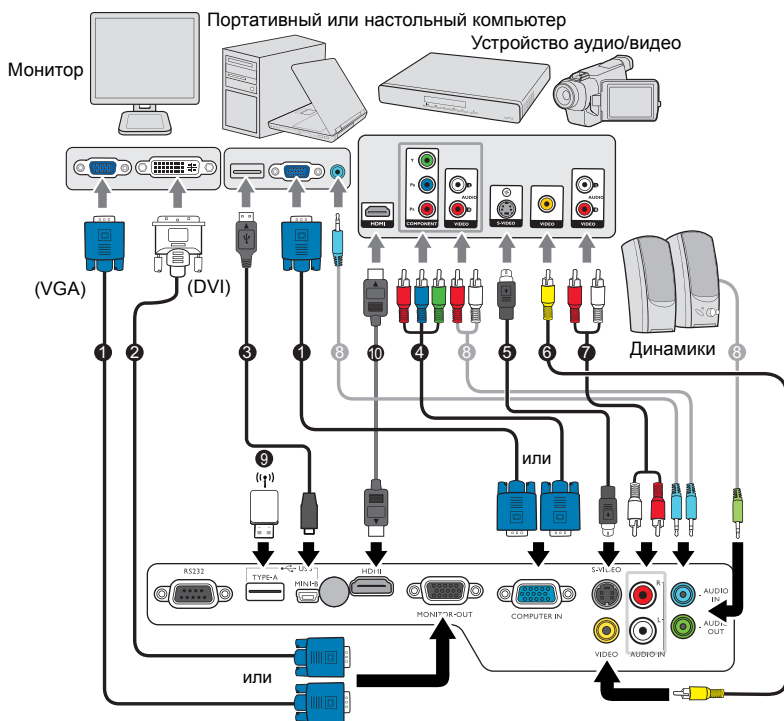 Портативный или настольный компьютер
Устройство аудио/видео
Монитор
Y
PB
PR
AUDIO
AUDIO
HDMI
COMPONENT
VIDEO
S-VIDEO
VIDEO
VIDEO
(VGA)
(DVI)
Динамики
1
2
3
1
8
10
4
8
5
6
7
8
9
или
RS232
TYPE-A
USB
MINI-B
HDMI
MONITOR-OUT
COMPUTER IN
S-VIDEO
VIDEO
R
L
AUDIO IN
AUDIO IN
AUDIO OUT
или